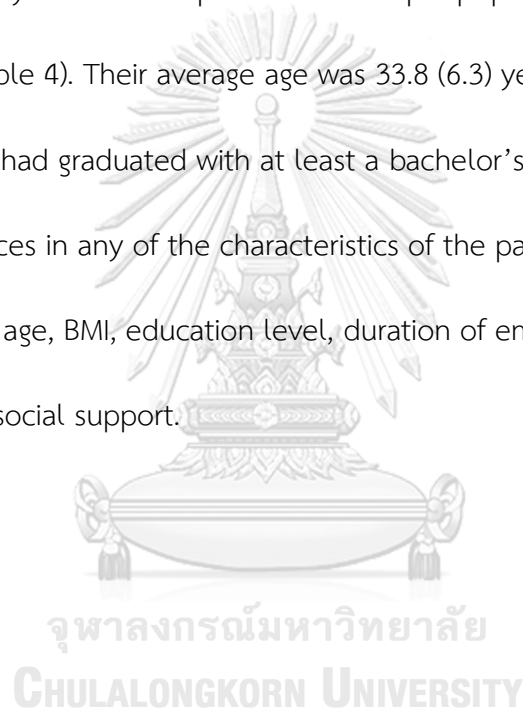 ble 4). Their average age was 33.8 (6.3) ye
had graduated with at least a bachelor's
ces in any of the characteristics of the pa
age, BMI, education level, duration of en
social support.
จุฬาลงกรณ์มหาวิทยาลัย
CHULALONGKORN UNIVERSITY